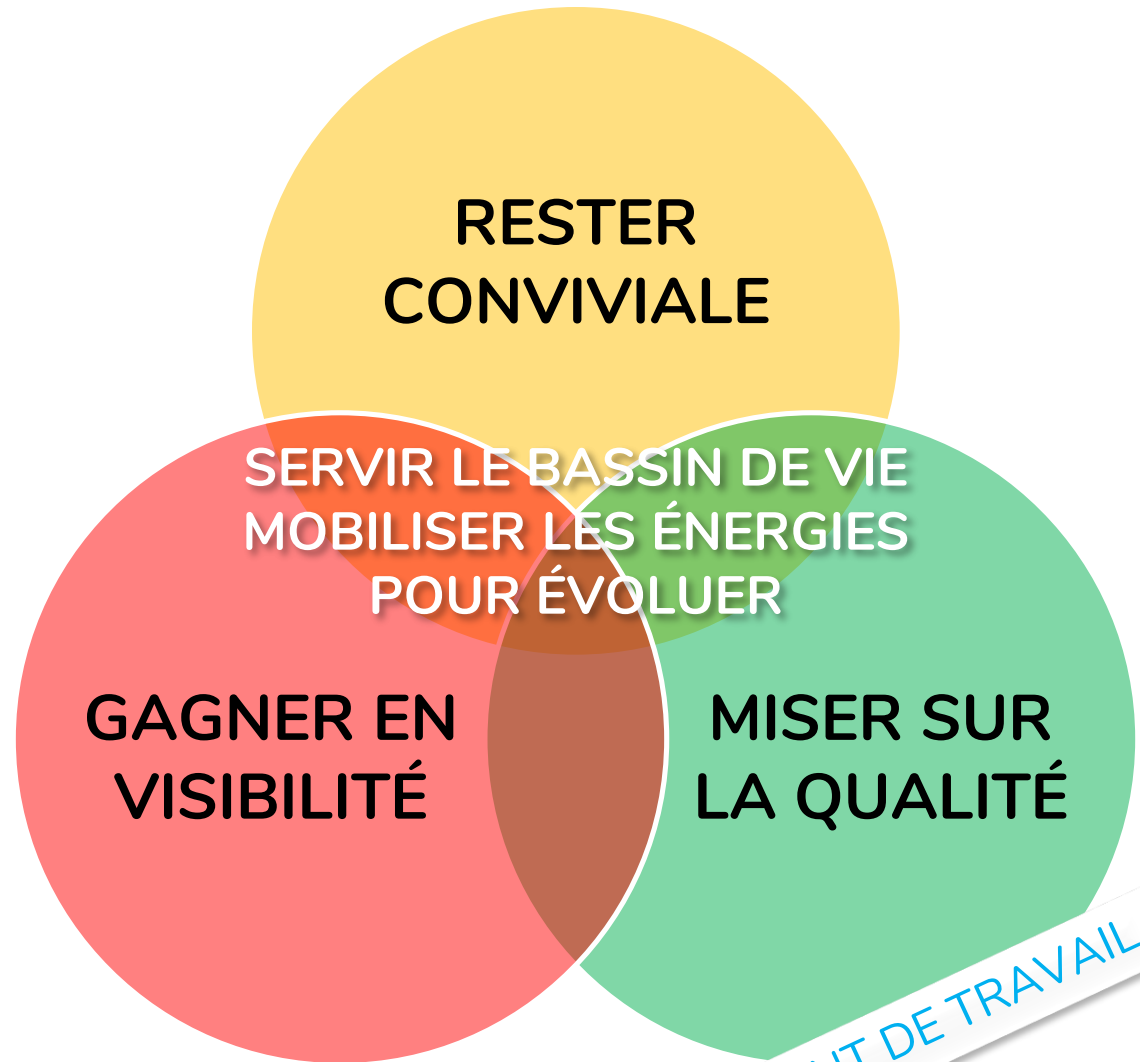 RESTER
CONVIVIALE
SERVIR LE BASSIN DE VIE
MOBILISER LES ÉNERGIES
POUR ÉVOLUER
GAGNER EN
VISIBILITÉ
MISER SUR
LA QUALITÉ
DE TRAVAIL